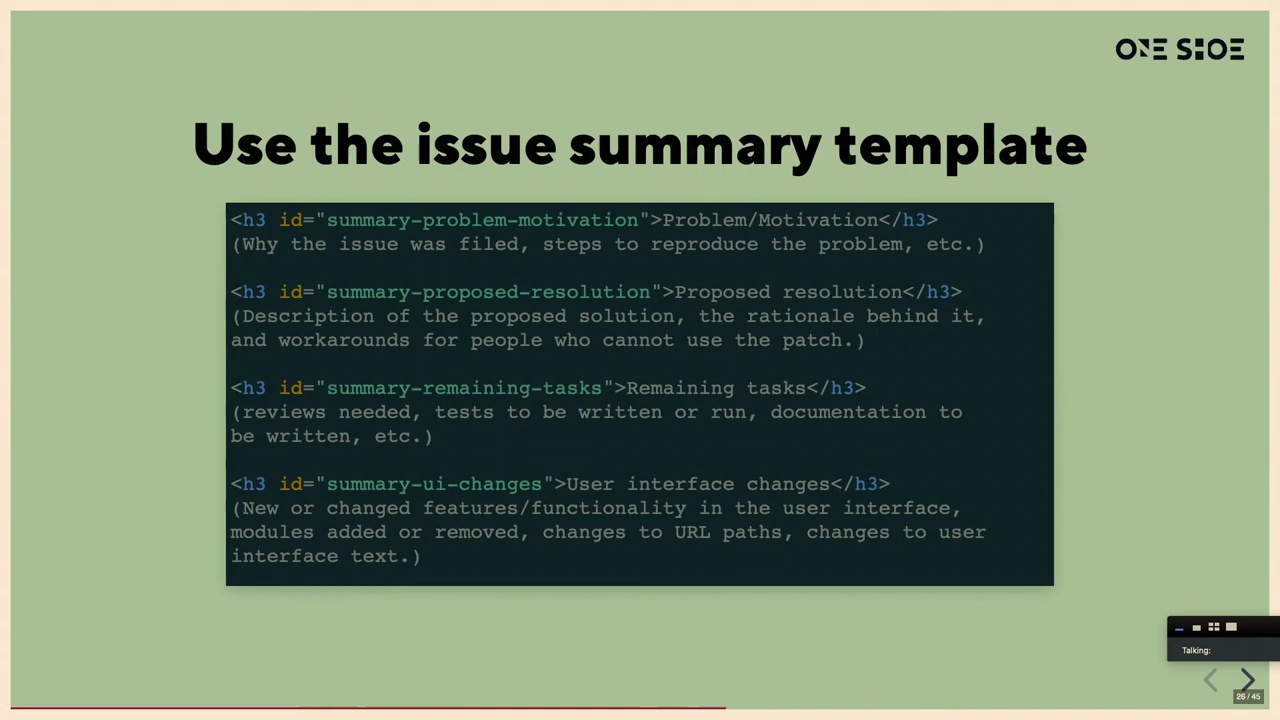 ONE SHOE
Use the issue summary template
<h3 id="summary-problem-motivation">Problem/Motivation</h3>
(Why the issue was filed, steps to reproduce the problem, etc.)
<h3 id="summary-proposed-resolution">Proposed resolution</h3>
(Description of the proposed solution, the rationale behind it,
and workarounds for people who cannot use the patch.)
<h3 id="summary-remaining-tasks">Remaining tasks</h3>
(reviews needed, tests to be written or run, documentation to
be written, etc.)
<h3 id="summary-ui-changes">User interface changes</h3>
(New or changed features/functionality in the user interface,
modules added or removed, changes to URL paths, changes to user
interface text.)
Talking:
26 / 45